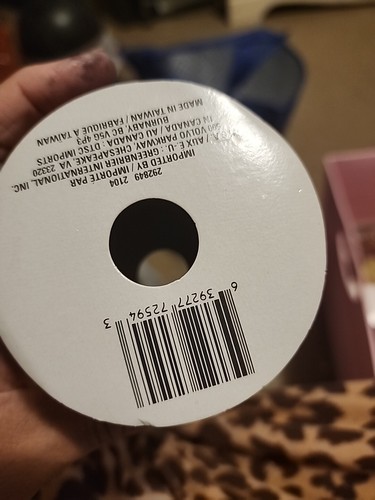 292849 2104
IMPORTED BY/ IMPORTÉ PAR
GREENBRIER INTERNATIONAL, INC.
VOLVO PARKWAY, CHESAPEAKE, VA 23320
IN CANADA / AU CANADA : DTSC IMPORTS
BURNABY, BC V5G 4P3
MADE IN TAIWAN / FABRIQUÉ À TAIWAN
6 39277 72594 3